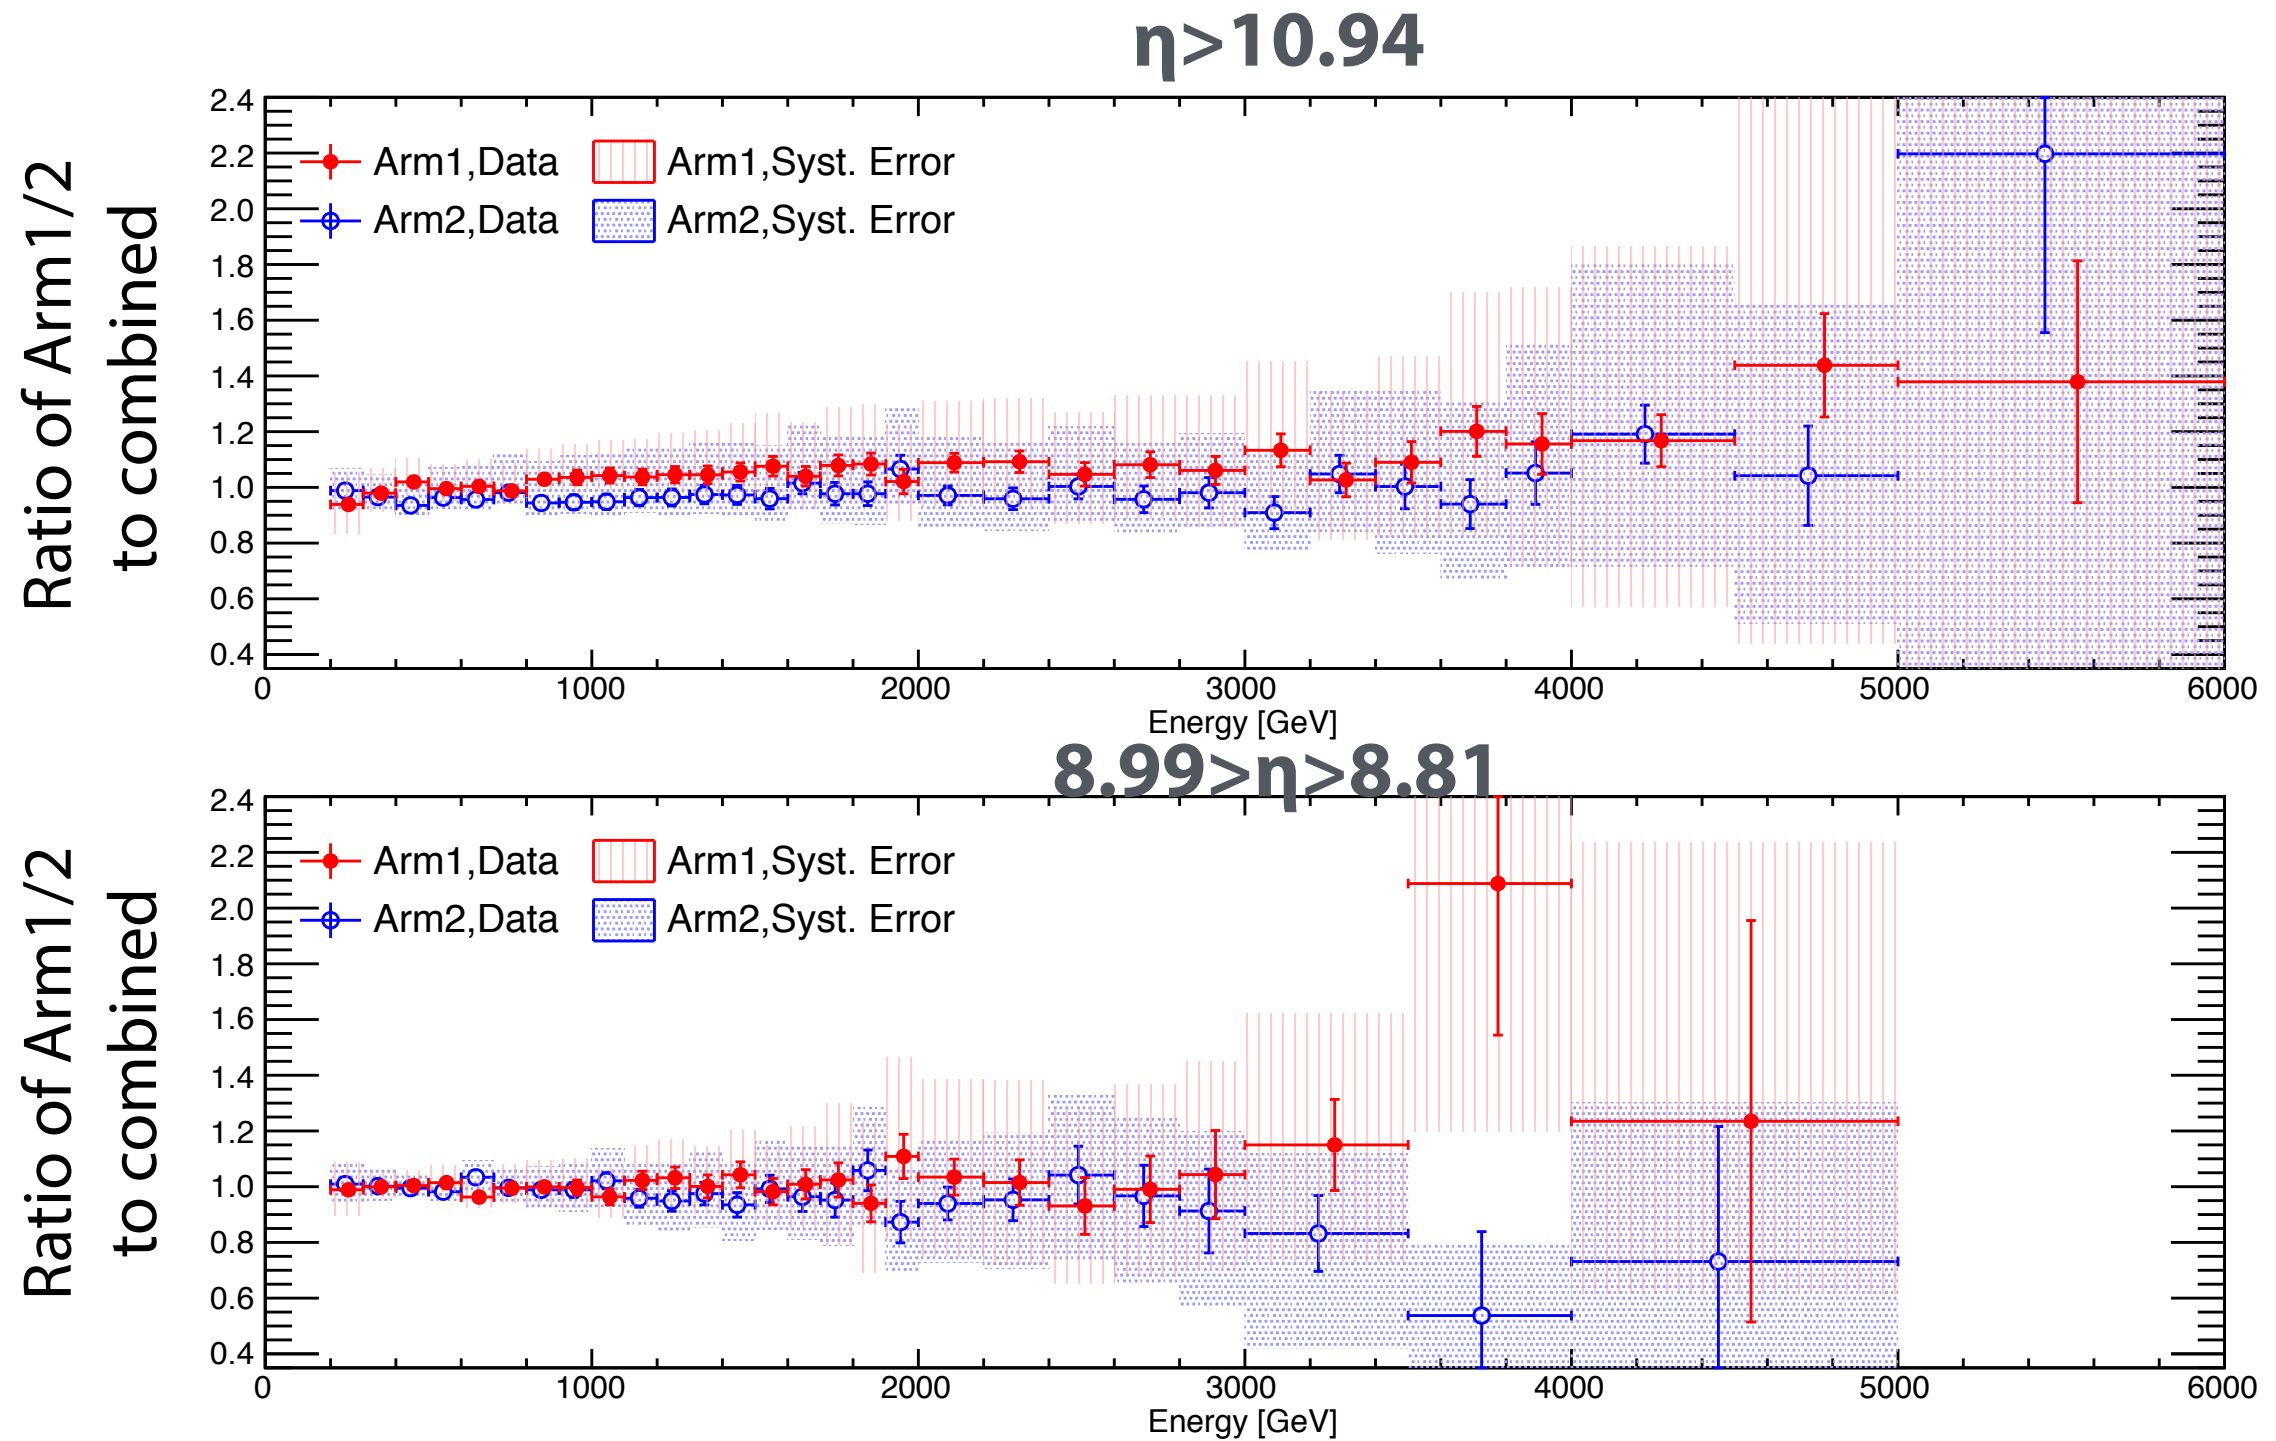 η>10.94
Ratio of Arm1/2
to combined
2.4
2.2
2.0
1.8
1.6
1.4
1.2
1.0
0.8
0.6
0.4
Arm1,Data
Arm1,Syst. Error
Arm2,Data
Arm2,Syst. Error
0
1000
2000
3000
4000
5000
6000
Energy [GeV]
8.99>η>8.81
Ratio of Arm1/2
to combined
2.4
2.2
2.0
1.8
1.6
1.4
1.2
1.0
0.8
0.6
0.4
Arm1,Data
Arm1,Syst. Error
Arm2,Data
Arm2,Syst. Error
0
1000
2000
3000
4000
5000
6000
Energy [GeV]